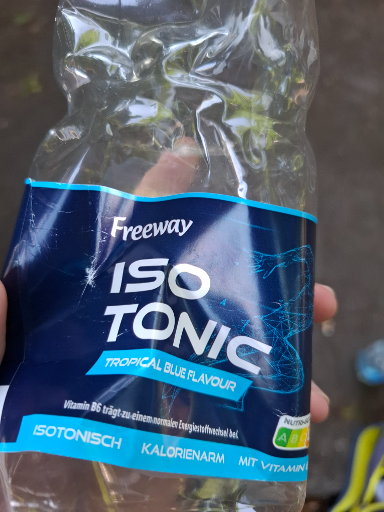 Freeway
ISO
TONIC
TROPICAL BLUE FLAVOUR
Vitamin B6 trägt zu einem normalen Energiestoffwechsel bei.
ISOTONISCH KALORIENARM MIT VITAMIN
A B